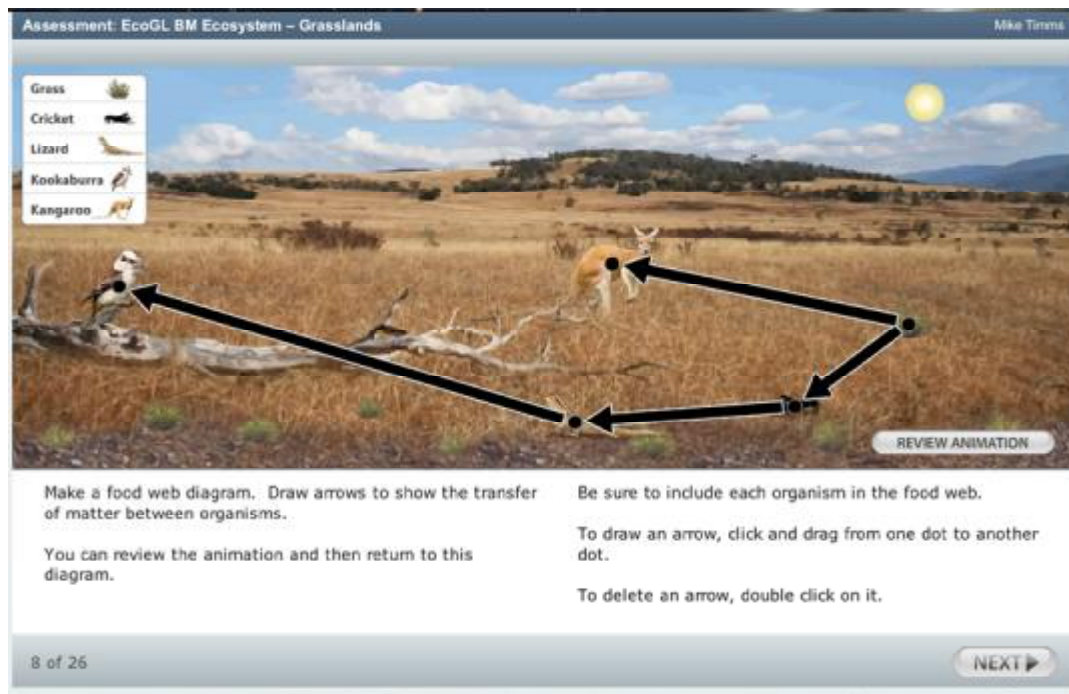 Assessment: EcoGL BM Ecosystem – Grasslands
Mike Timms
Grass
Cricket
Lizard
Kookaburra
Kangaroo
REVIEW ANIMATION
Make a food web diagram.  Draw arrows to show the transfer
of matter between organisms.
You can review the animation and then return to this
diagram.
Be sure to include each organism in the food web.
To draw an arrow, click and drag from one dot to another
dot.
To delete an arrow, double click on it.
8 of 26
NEXT